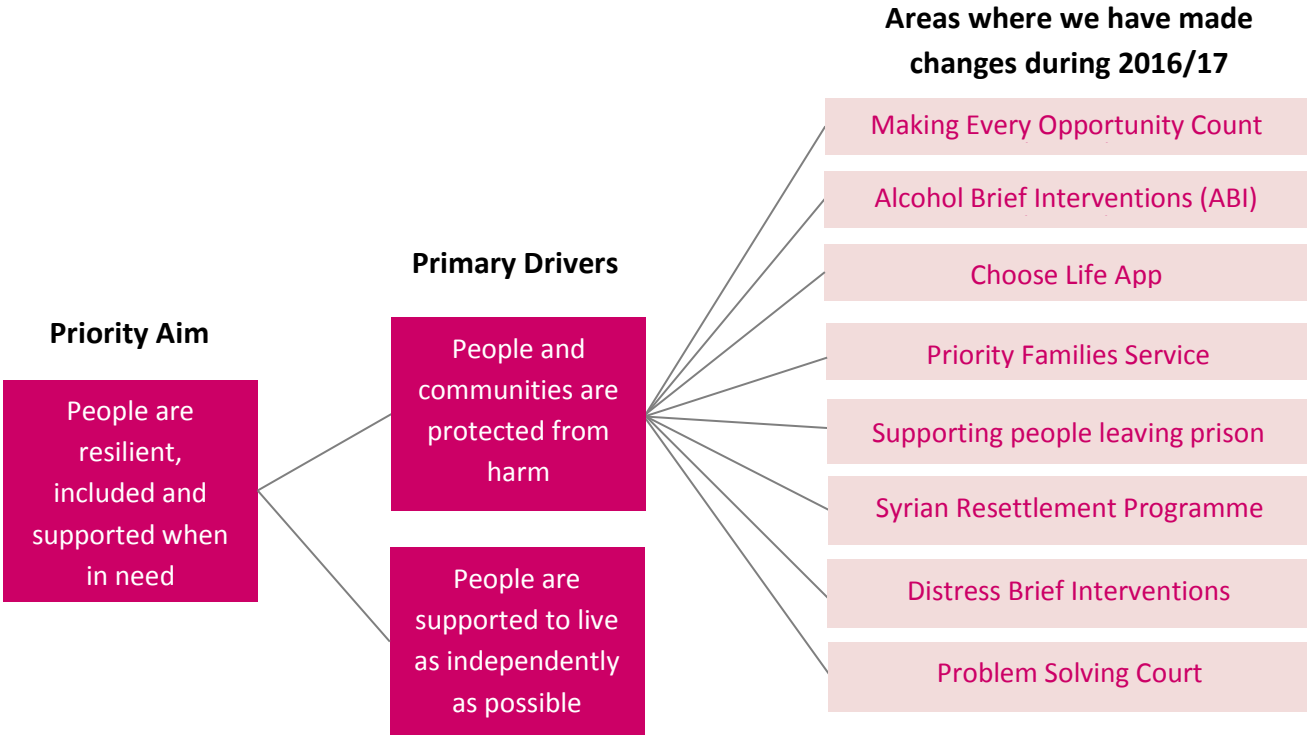 Priority Aim
People are
resilient,
included and
supported when
in need
Primary Drivers
People and
communities are
protected from
harm
People are
supported to live
as independently
as possible
Areas where we have made
changes during 2016/17
Making Every Opportunity Count
Alcohol Brief Interventions (ABI)
Choose Life App
Priority Families Service
Supporting people leaving prison
Syrian Resettlement Programme
Distress Brief Interventions
Problem Solving Court